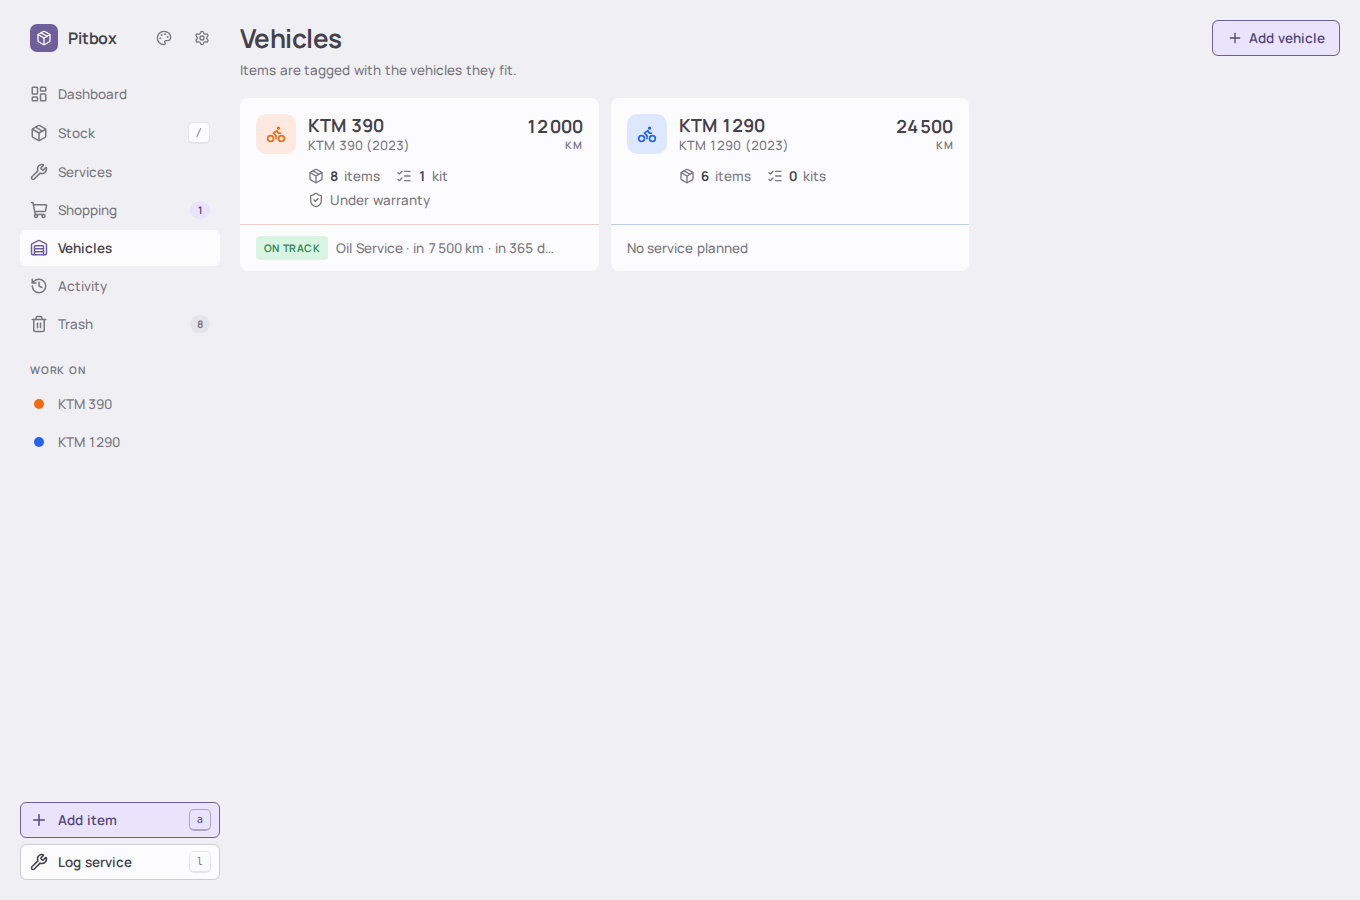 Pitbox
Dashboard
Stock /
Services
Shopping 1
Vehicles
Activity
Trash 8
WORK ON
KTM 390
KTM 1290
Add item a
Log service l
Vehicles
Items are tagged with the vehicles they fit.
Add vehicle
KTM 390
KTM 390 (2023)
12 000
KM
8 items 1 kit
Under warranty
ON TRACK Oil Service · in 7 500 km · in 365 d…
KTM 1290
KTM 1290 (2023)
24 500
KM
6 items 0 kits
No service planned